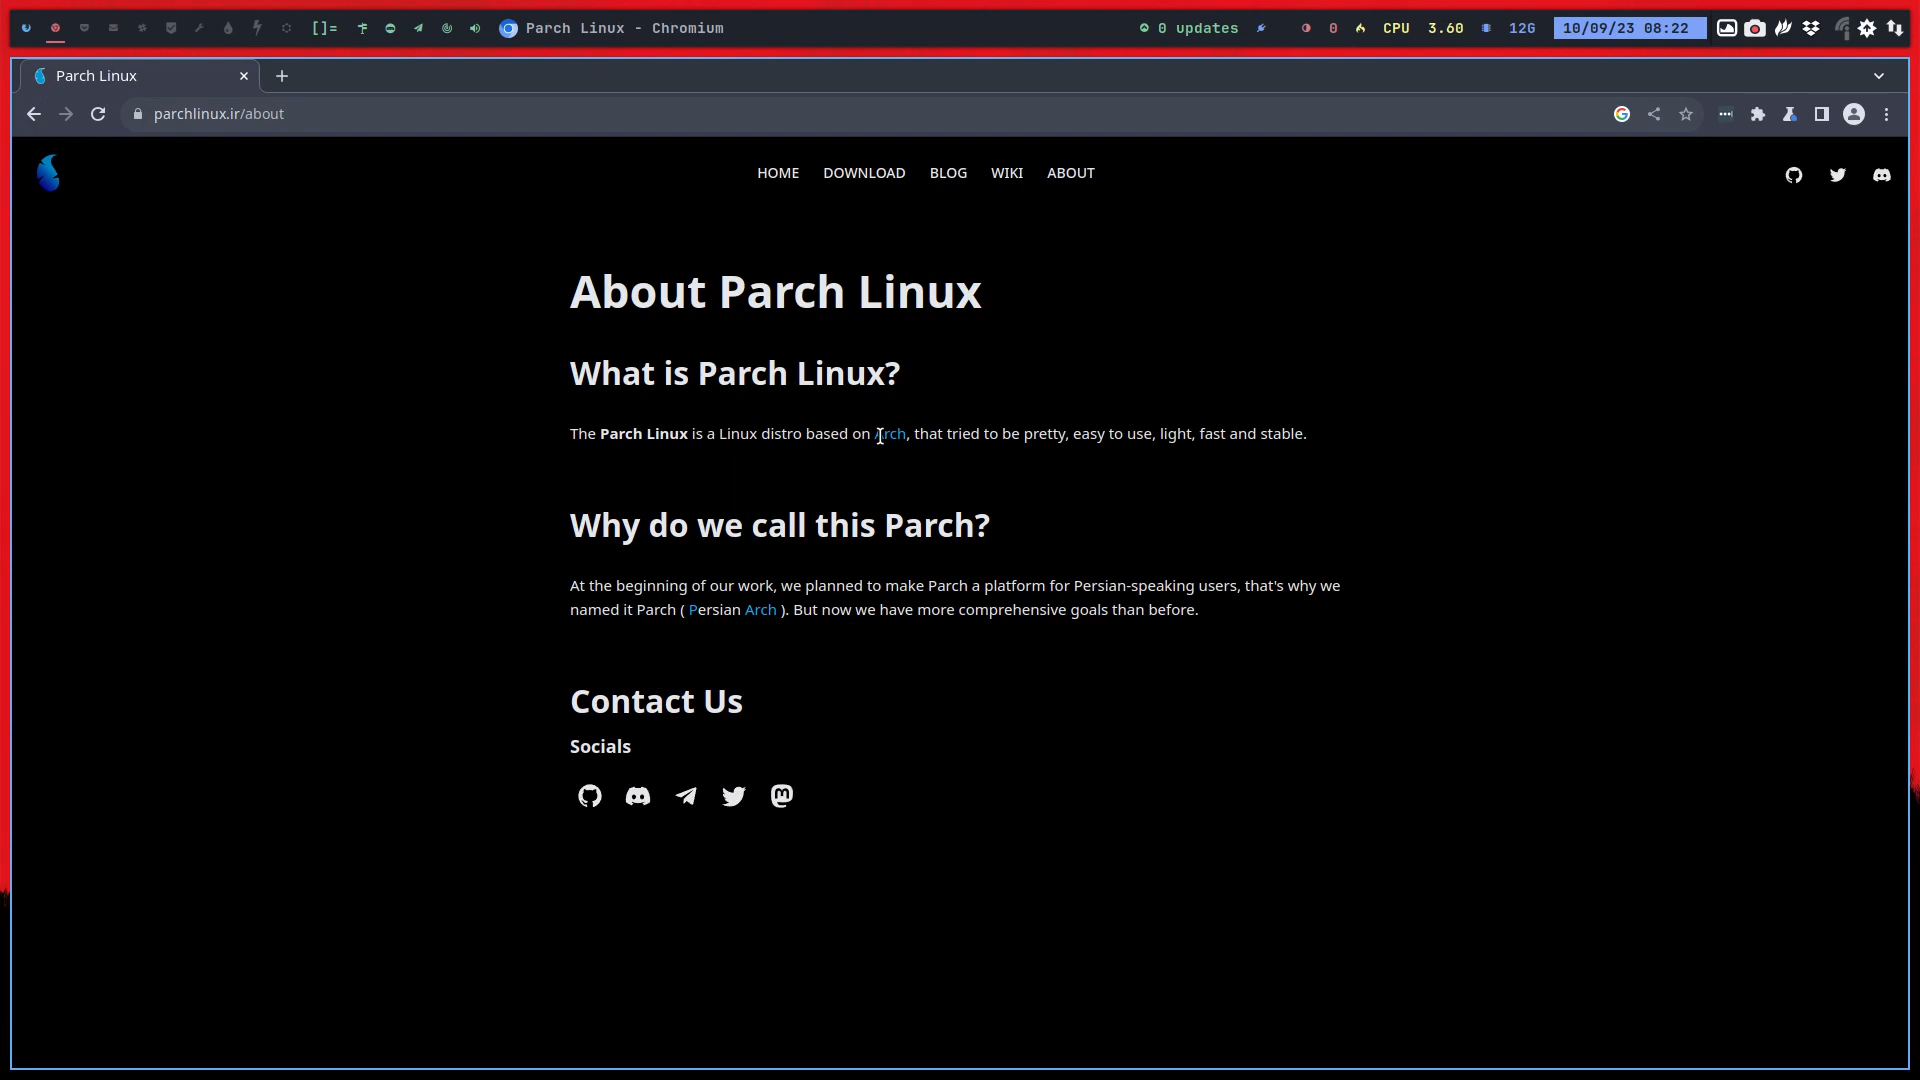 []= Parch Linux - Chromium 0 updates 0 CPU 3.60 12G 10/09/23 08:22
Parch Linux
parchlinux.ir/about
HOME DOWNLOAD BLOG WIKI ABOUT
About Parch Linux
What is Parch Linux?
The Parch Linux is a Linux distro based on Arch, that tried to be pretty, easy to use, light, fast and stable.
Why do we call this Parch?
At the beginning of our work, we planned to make Parch a platform for Persian-speaking users, that's why we
named it Parch ( Persian Arch ). But now we have more comprehensive goals than before.
Contact Us
Socials